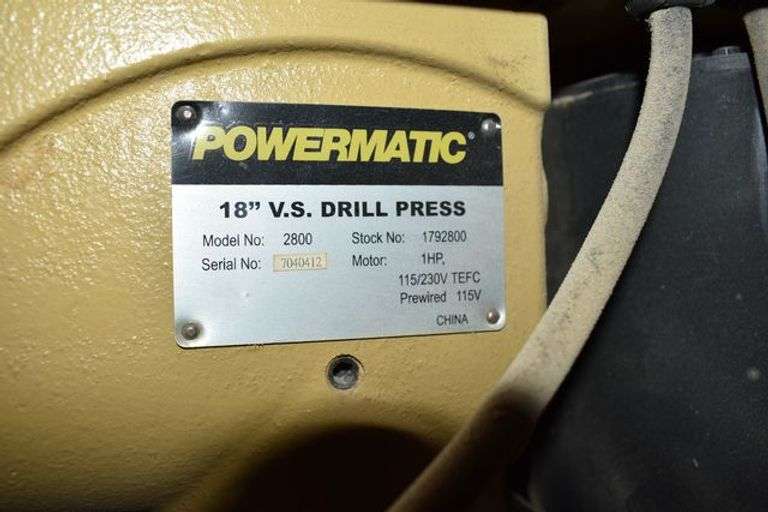 POWERMATIC®
18” V.S. DRILL PRESS
Model No: 2800 Stock No: 1792800
Serial No: 7040412 Motor: 1HP,
115/230V TEFC
Prewired 115V
CHINA